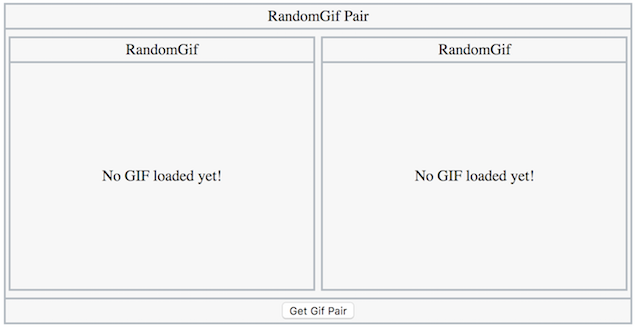 RandomGif Pair
RandomGif
RandomGif
No GIF loaded yet!
No GIF loaded yet!
Get Gif Pair